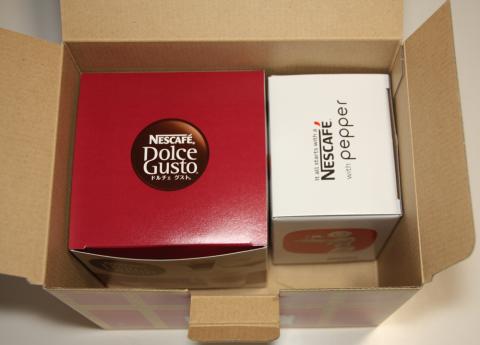 NESCAFÉ
Dolce
Gusto
ドルチェ グスト
It all starts with a
NESCAFÉ
with pepper